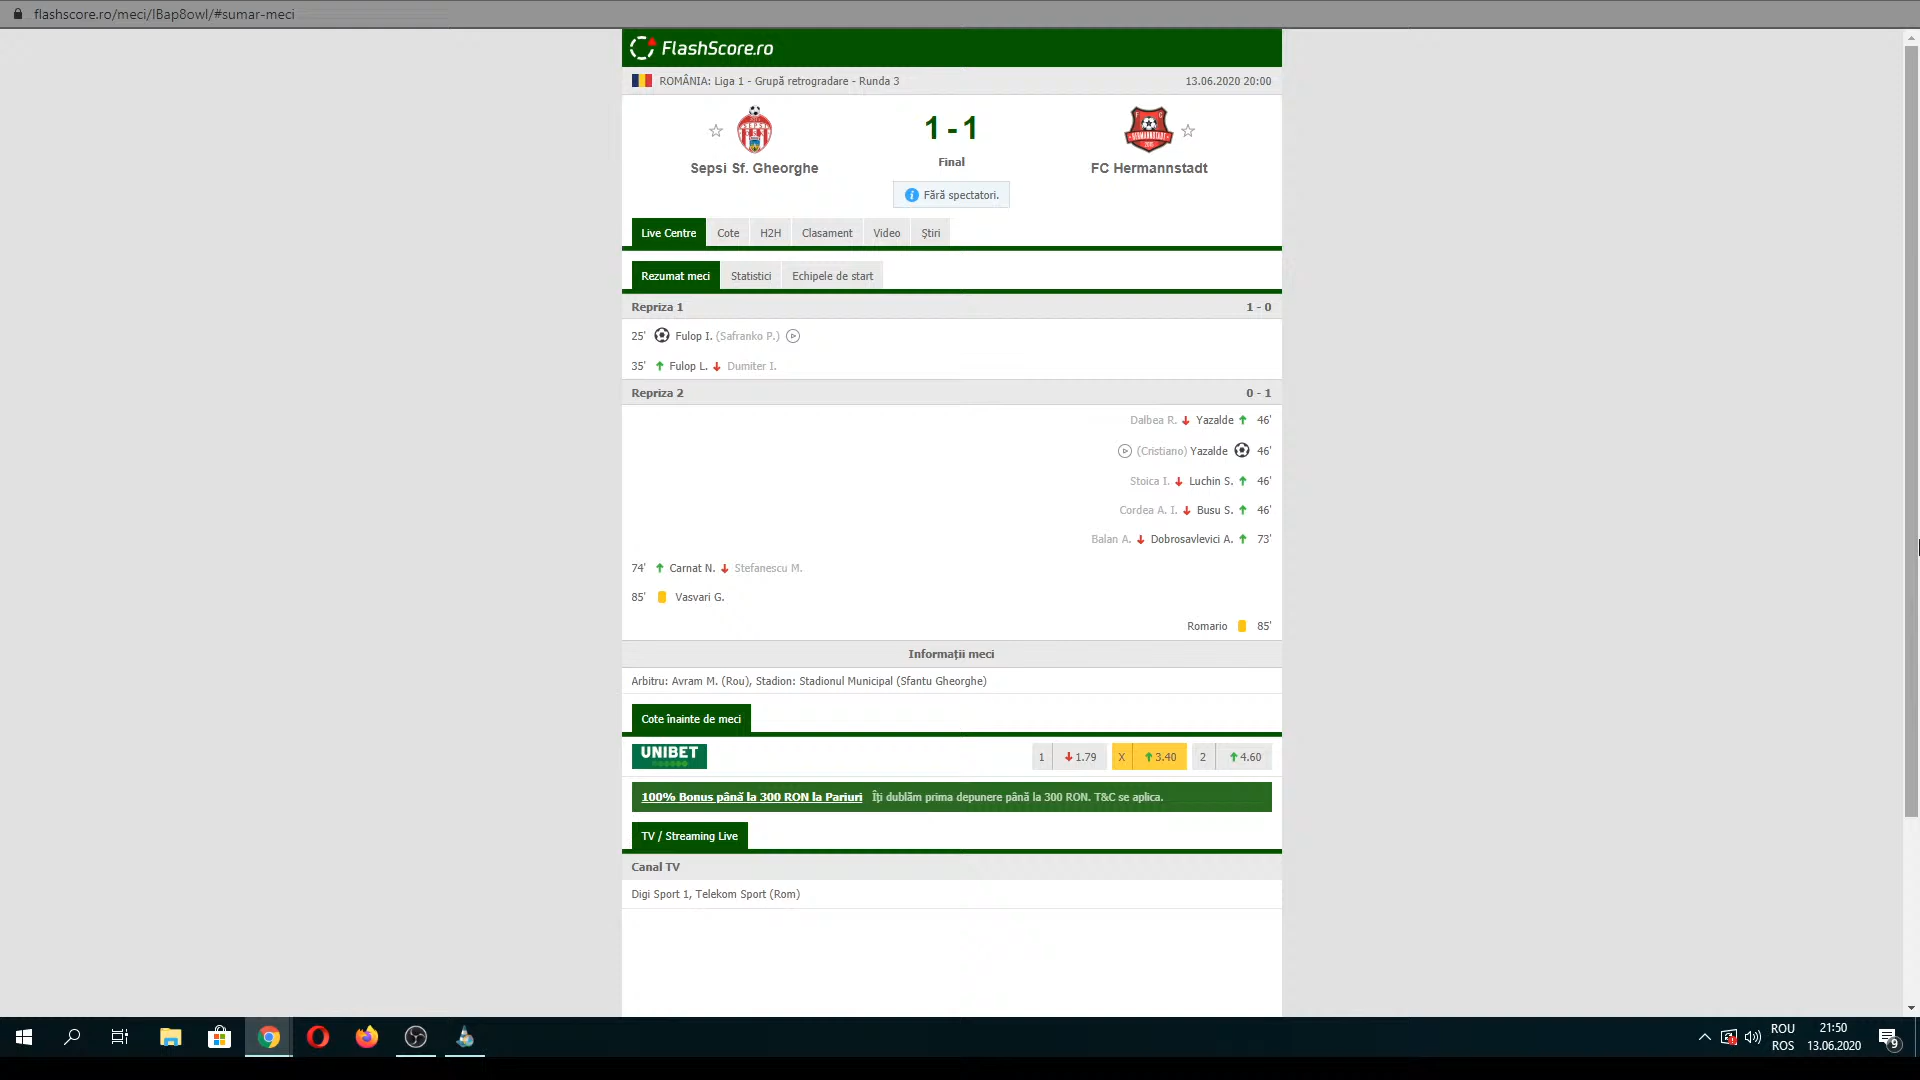 flashscore.ro/meci/lBap8owl/#sumar-meci
FlashScore.ro
ROMÂNIA: Liga 1 - Grupă retrogradare - Runda 3 13.06.2020 20:00
1 - 1
Final
Sepsi Sf. Gheorghe FC Hermannstadt
Fără spectatori.
Live Centre Cote H2H Clasament Video Știri
Rezumat meci Statistici Echipele de start
Repriza 1 1 - 0
25' Fulop I. (Safranko P.)
35' Fulop L. Dumiter I.
Repriza 2 0 - 1
Dalbea R. Yazalde 46'
(Cristiano) Yazalde 46'
Stoica I. Luchin S. 46'
Cordea A. I. Busu S. 46'
Balan A. Dobrosavlevici A. 73'
74' Carnat N. Stefanescu M.
85' Vasvari G.
Romario 85'
Informații meci
Arbitru: Avram M. (Rou), Stadion: Stadionul Municipal (Sfantu Gheorghe)
Cote înainte de meci
UNIBET 1 1.79 X 3.40 2 4.60
100% Bonus până la 300 RON la Pariuri Îți dublăm prima depunere până la 300 RON. T&C se aplica.
TV / Streaming Live
Canal TV
Digi Sport 1, Telekom Sport (Rom)
ROU 21:50
ROS 13.06.2020 9